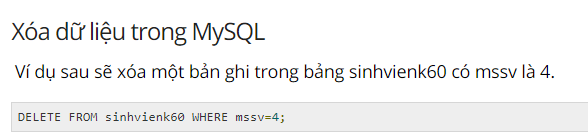 Xóa dữ liệu trong MySQL
Ví dụ sau sẽ xóa một bản ghi trong bảng sinhvienk60 có mssv là 4.
DELETE FROM sinhvienk60 WHERE mssv=4;